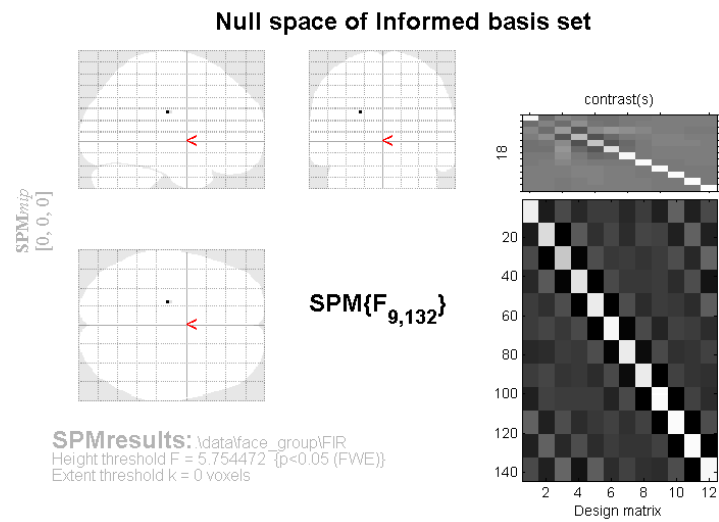 Null space of Informed basis set
contrast(s)
18
SPMmip
[0, 0, 0]
<
<
<
SPM{F9,132}
20
40
60
80
100
120
140
2 4 6 8 10 12
Design matrix
SPMresults: .\data\face_group\FIR
Height threshold F = 5.754472 {p<0.05 (FWE)}
Extent threshold k = 0 voxels